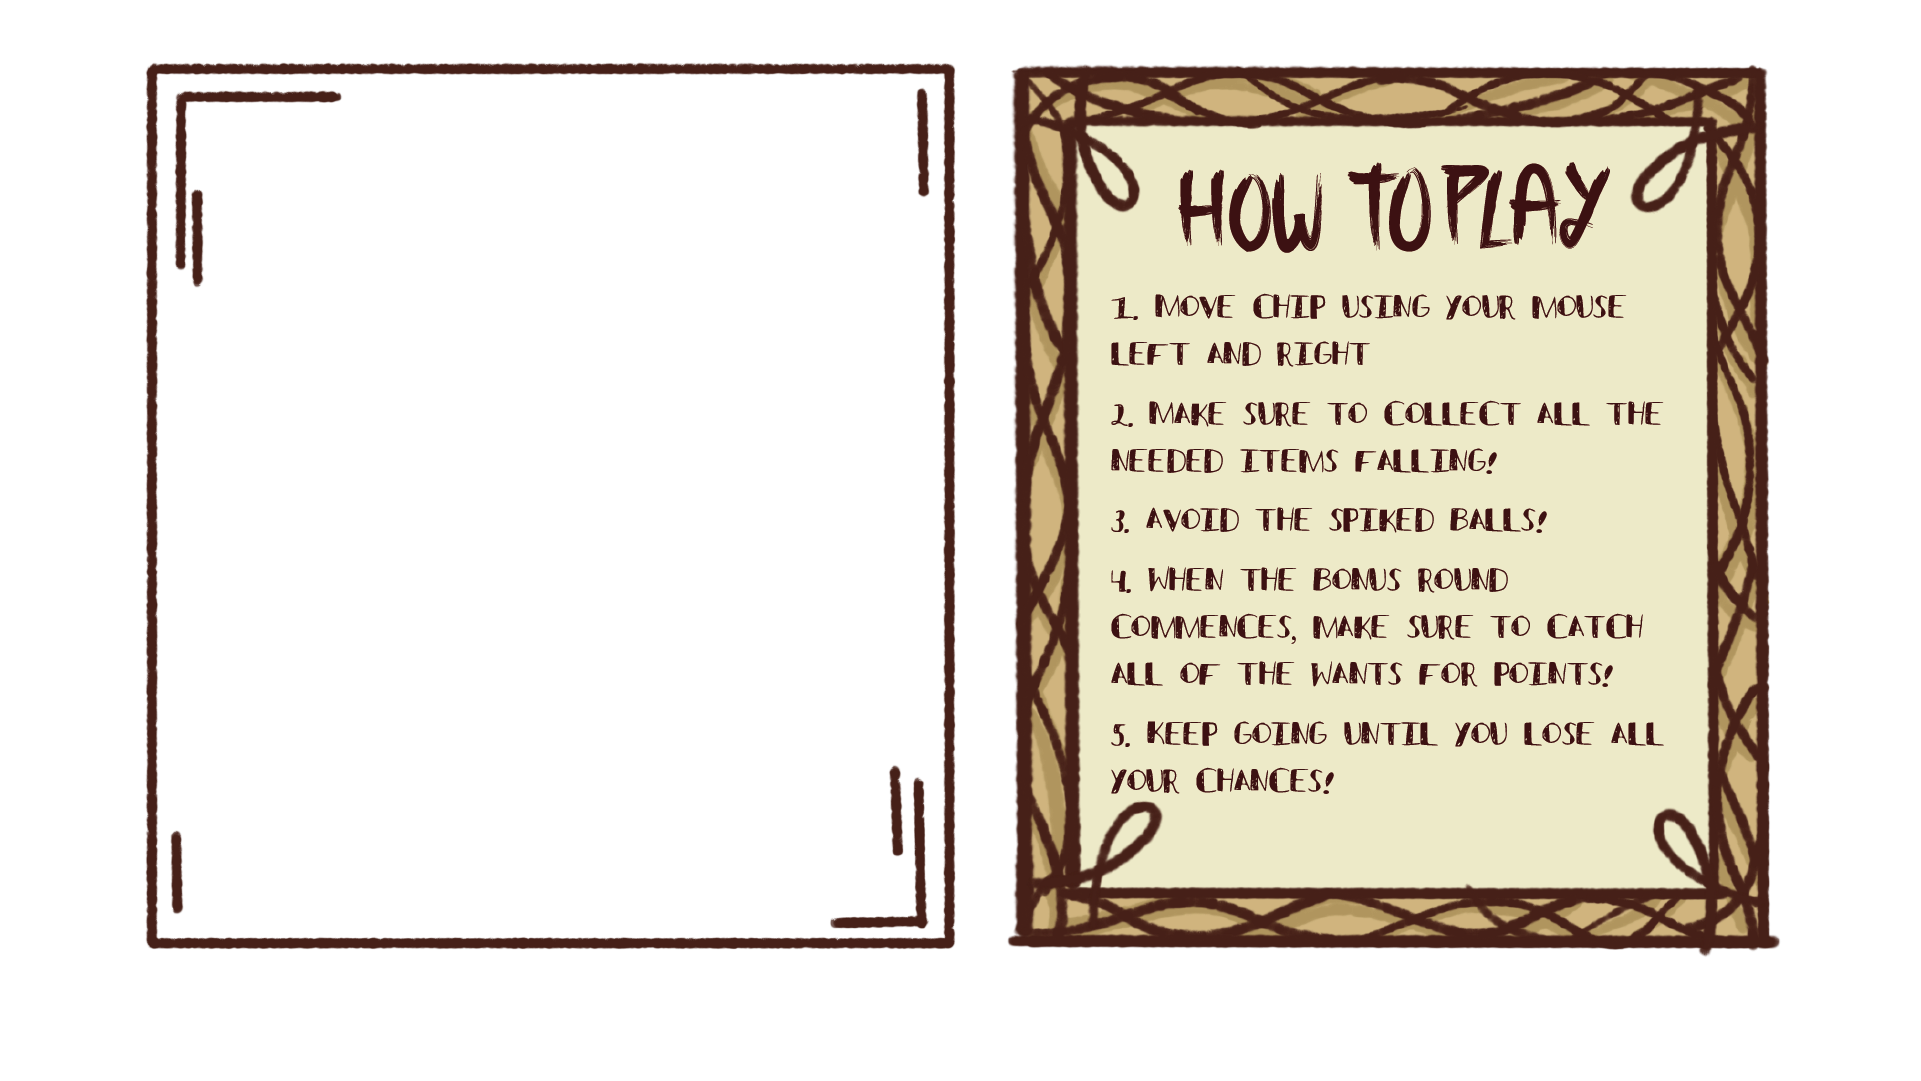 HOW TO PLAY
1. MOVE CHIP USING YOUR MOUSE
LEFT AND RIGHT
2. MAKE SURE TO COLLECT ALL THE
NEEDED ITEMS FALLING!
3. AVOID THE SPIKED BALLS!
4. WHEN THE BONUS ROUND
COMMENCES, MAKE SURE TO CATCH
ALL OF THE WANTS FOR POINTS!
5. KEEP GOING UNTIL YOU LOSE ALL
YOUR CHANCES!